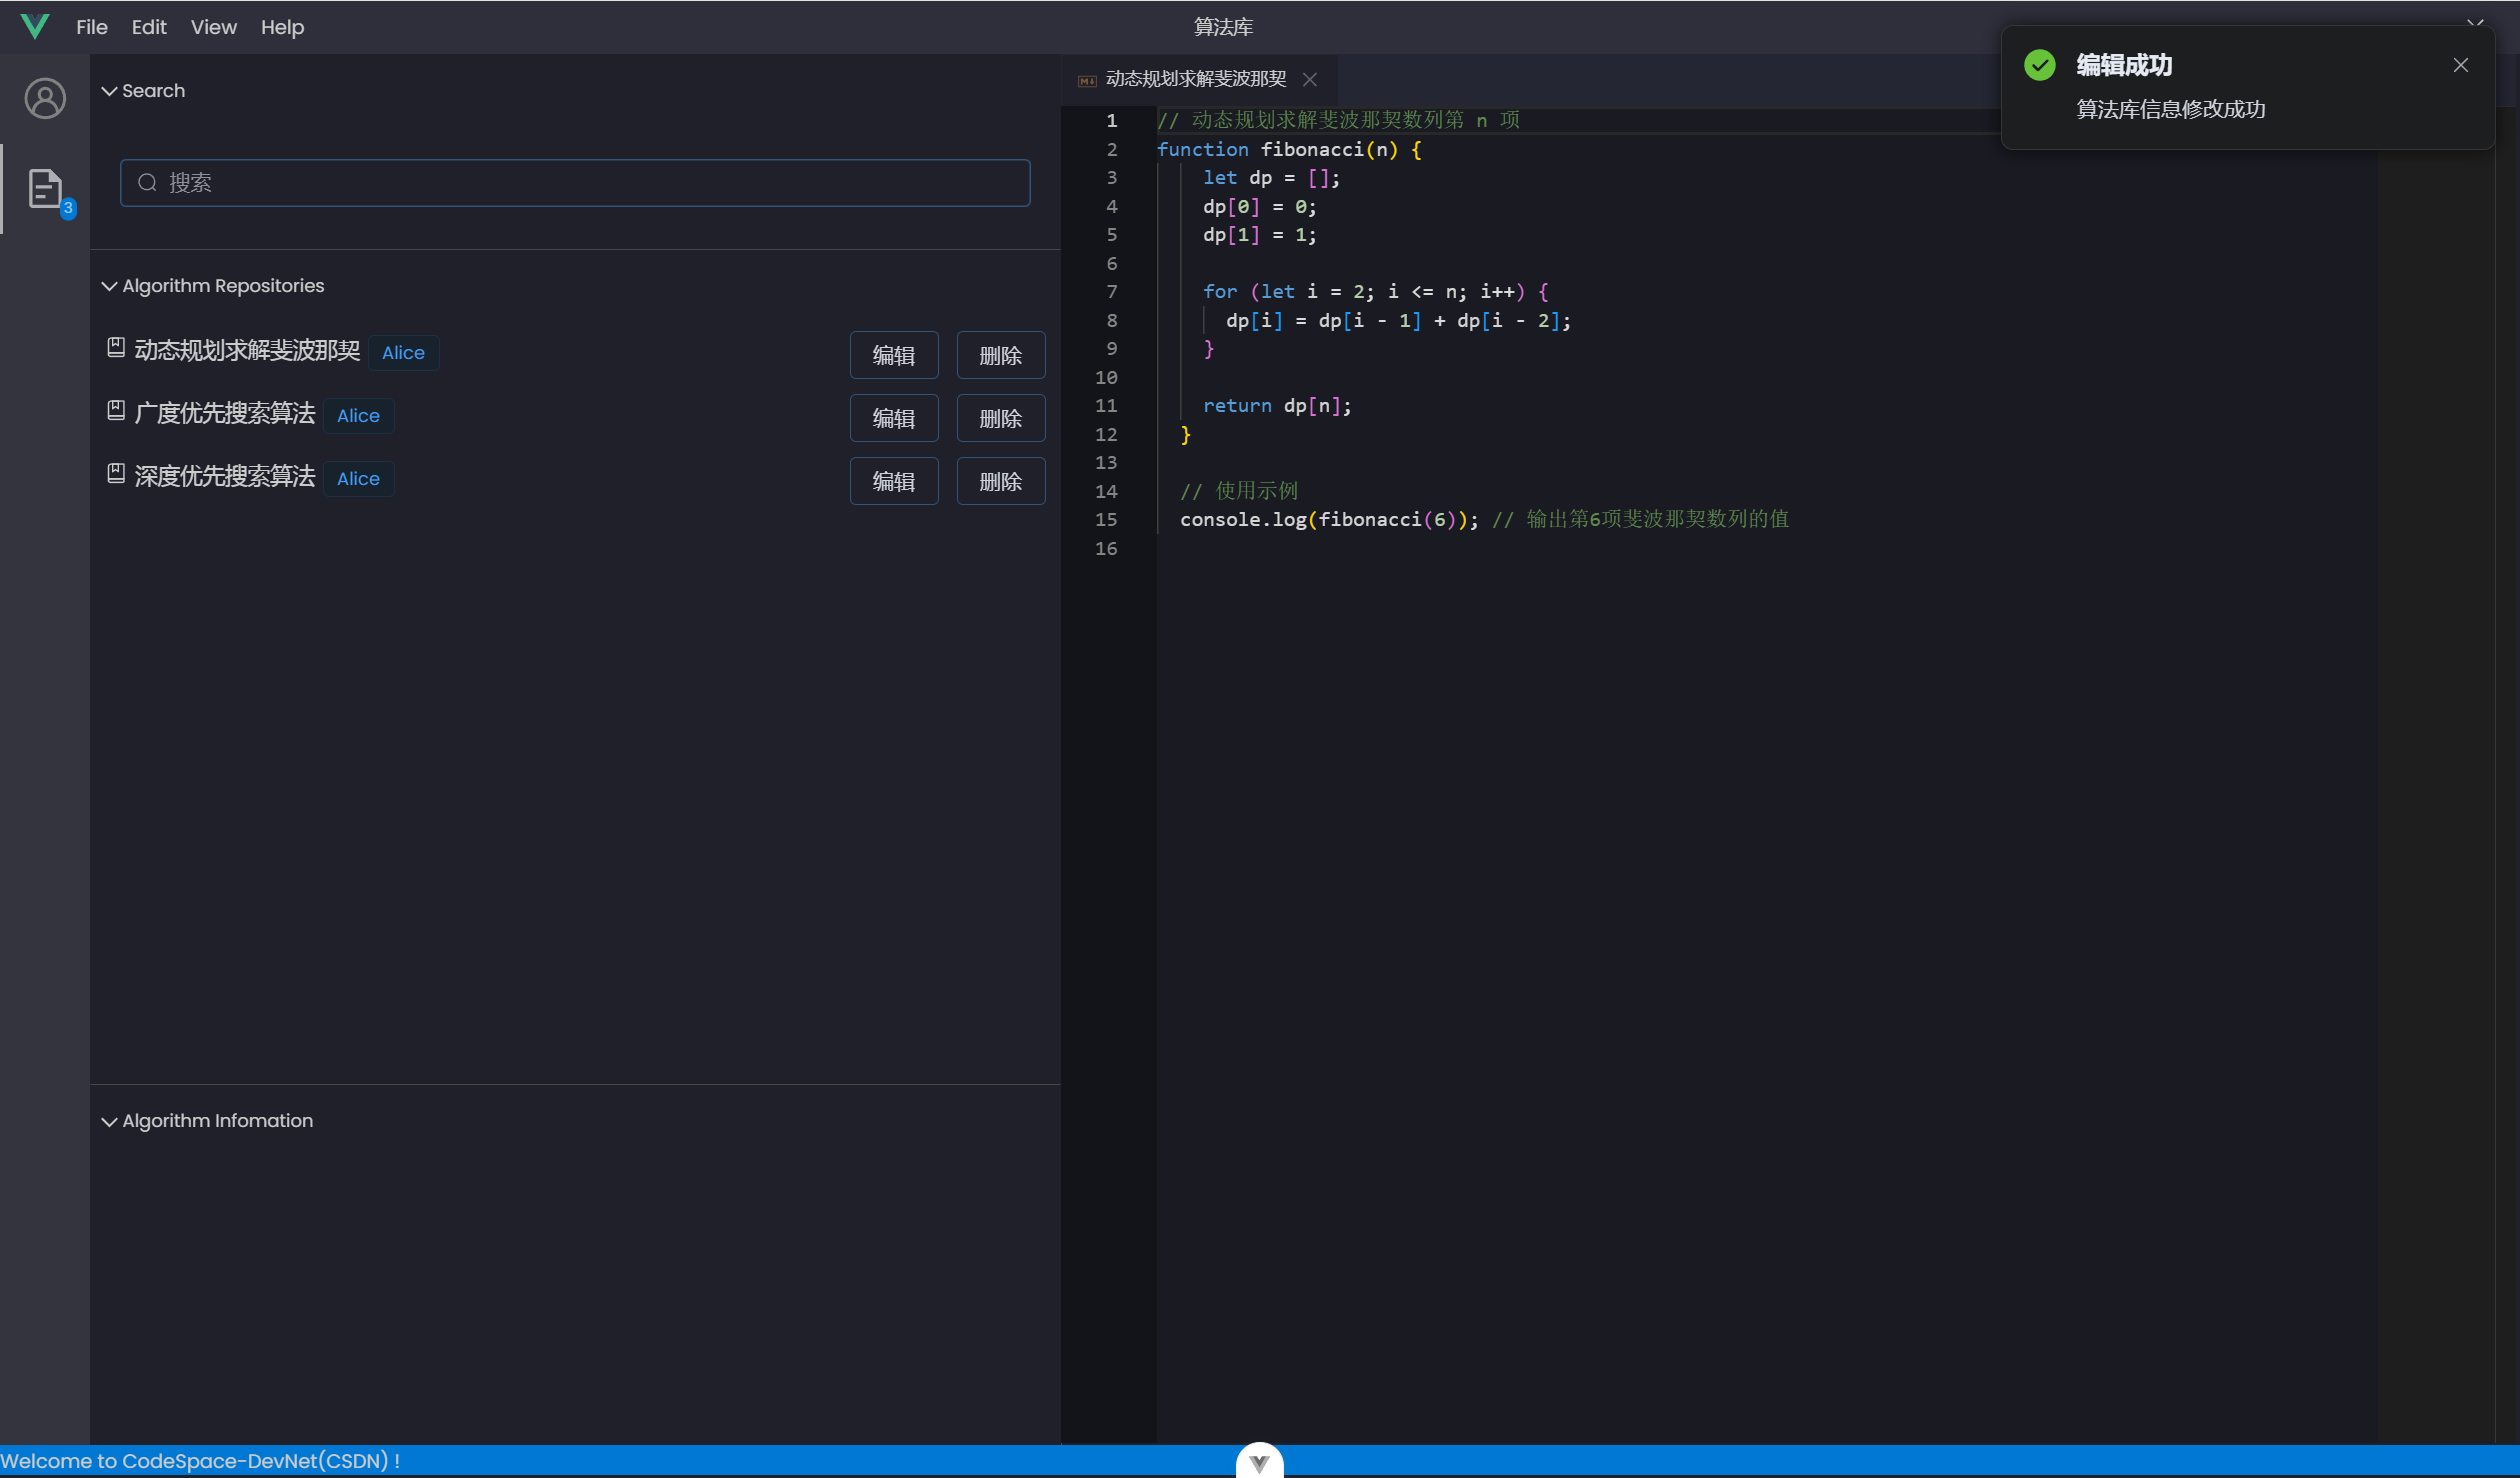 File Edit View Help
算法库
编辑成功
算法库信息修改成功
3
Search
搜索
Algorithm Repositories
动态规划求解斐波那契 Alice 编辑 删除
广度优先搜索算法 Alice 编辑 删除
深度优先搜索算法 Alice 编辑 删除
Algorithm Infomation
动态规划求解斐波那契
1 // 动态规划求解斐波那契数列第 n 项
2 function fibonacci(n) {
3 let dp = [];
4 dp[0] = 0;
5 dp[1] = 1;
6
7 for (let i = 2; i <= n; i++) {
8 dp[i] = dp[i - 1] + dp[i - 2];
9 }
10
11 return dp[n];
12 }
13
14 // 使用示例
15 console.log(fibonacci(6)); // 输出第6项斐波那契数列的值
16
Welcome to CodeSpace-DevNet(CSDN) !